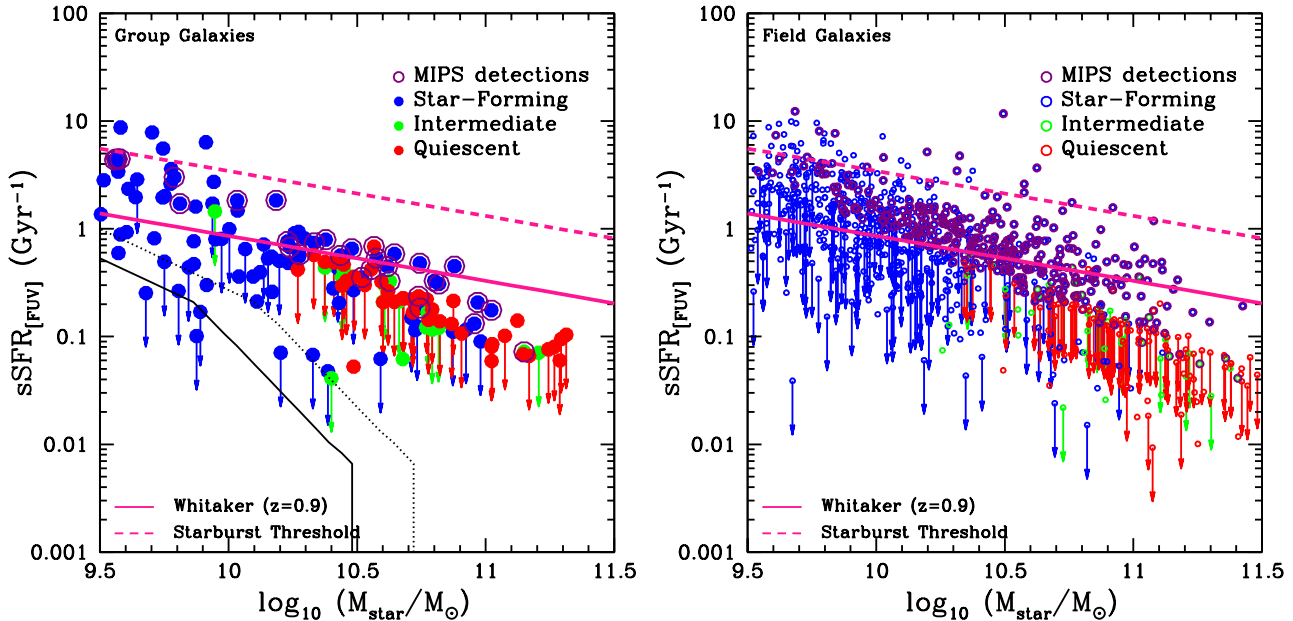 Group Galaxies
MIPS detections
Star-Forming
Intermediate
Quiescent
Whitaker (z=0.9)
Starburst Threshold
100
10
1
0.1
0.01
0.001
9.5
10
10.5
11
11.5
sSFR[FUV] (Gyr⁻¹)
log₁₀ (Mstar/M⊙)
Field Galaxies
MIPS detections
Star-Forming
Intermediate
Quiescent
Whitaker (z=0.9)
Starburst Threshold
100
10
1
0.1
0.01
0.001
9.5
10
10.5
11
11.5
sSFR[FUV] (Gyr⁻¹)
log₁₀ (Mstar/M⊙)